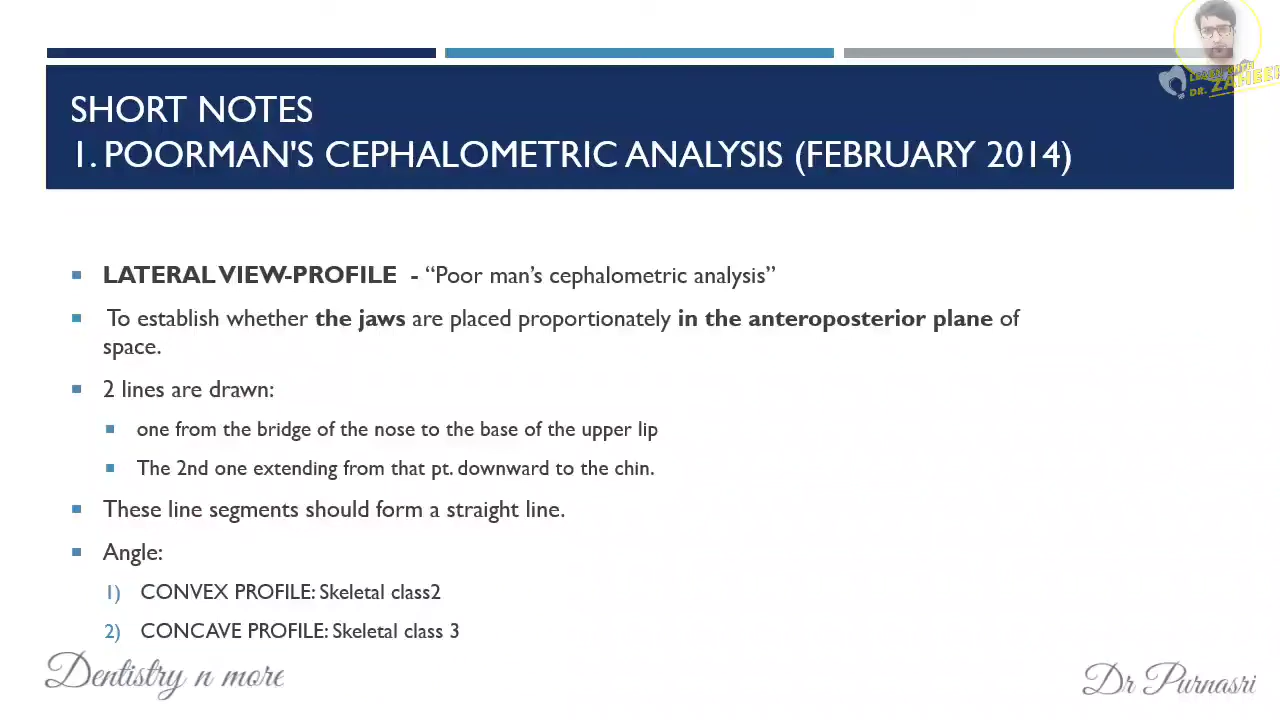 LEARN WITH
DR. ZAHEER
SHORT NOTES
1. POORMAN'S CEPHALOMETRIC ANALYSIS (FEBRUARY 2014)
LATERAL VIEW-PROFILE - “Poor man’s cephalometric analysis”
To establish whether the jaws are placed proportionately in the anteroposterior plane of
space.
2 lines are drawn:
one from the bridge of the nose to the base of the upper lip
The 2nd one extending from that pt. downward to the chin.
These line segments should form a straight line.
Angle:
1) CONVEX PROFILE: Skeletal class2
2) CONCAVE PROFILE: Skeletal class 3
Dentistry n more
Dr Purnasri